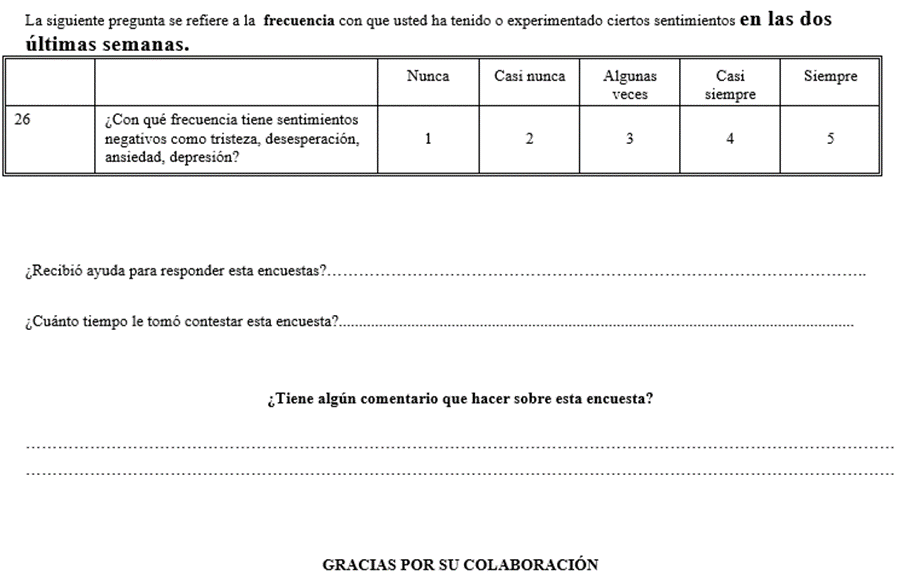 La siguiente pregunta se refiere a la frecuencia con que usted ha tenido o experimentado ciertos sentimientos en las dos
últimas semanas.
Nunca Casi nunca Algunas veces Casi siempre Siempre
26 ¿Con qué frecuencia tiene sentimientos
negativos como tristeza, desesperación, 1 2 3 4 5
ansiedad, depresión?
¿Recibió ayuda para responder esta encuestas?……………………………………………………………………………………….
¿Cuánto tiempo le tomó contestar esta encuesta?.................................................................................................................................
¿Tiene algún comentario que hacer sobre esta encuesta?
………………………………………………………………………………………………………………………………
………………………………………………………………………………………………………………………………
GRACIAS POR SU COLABORACIÓN